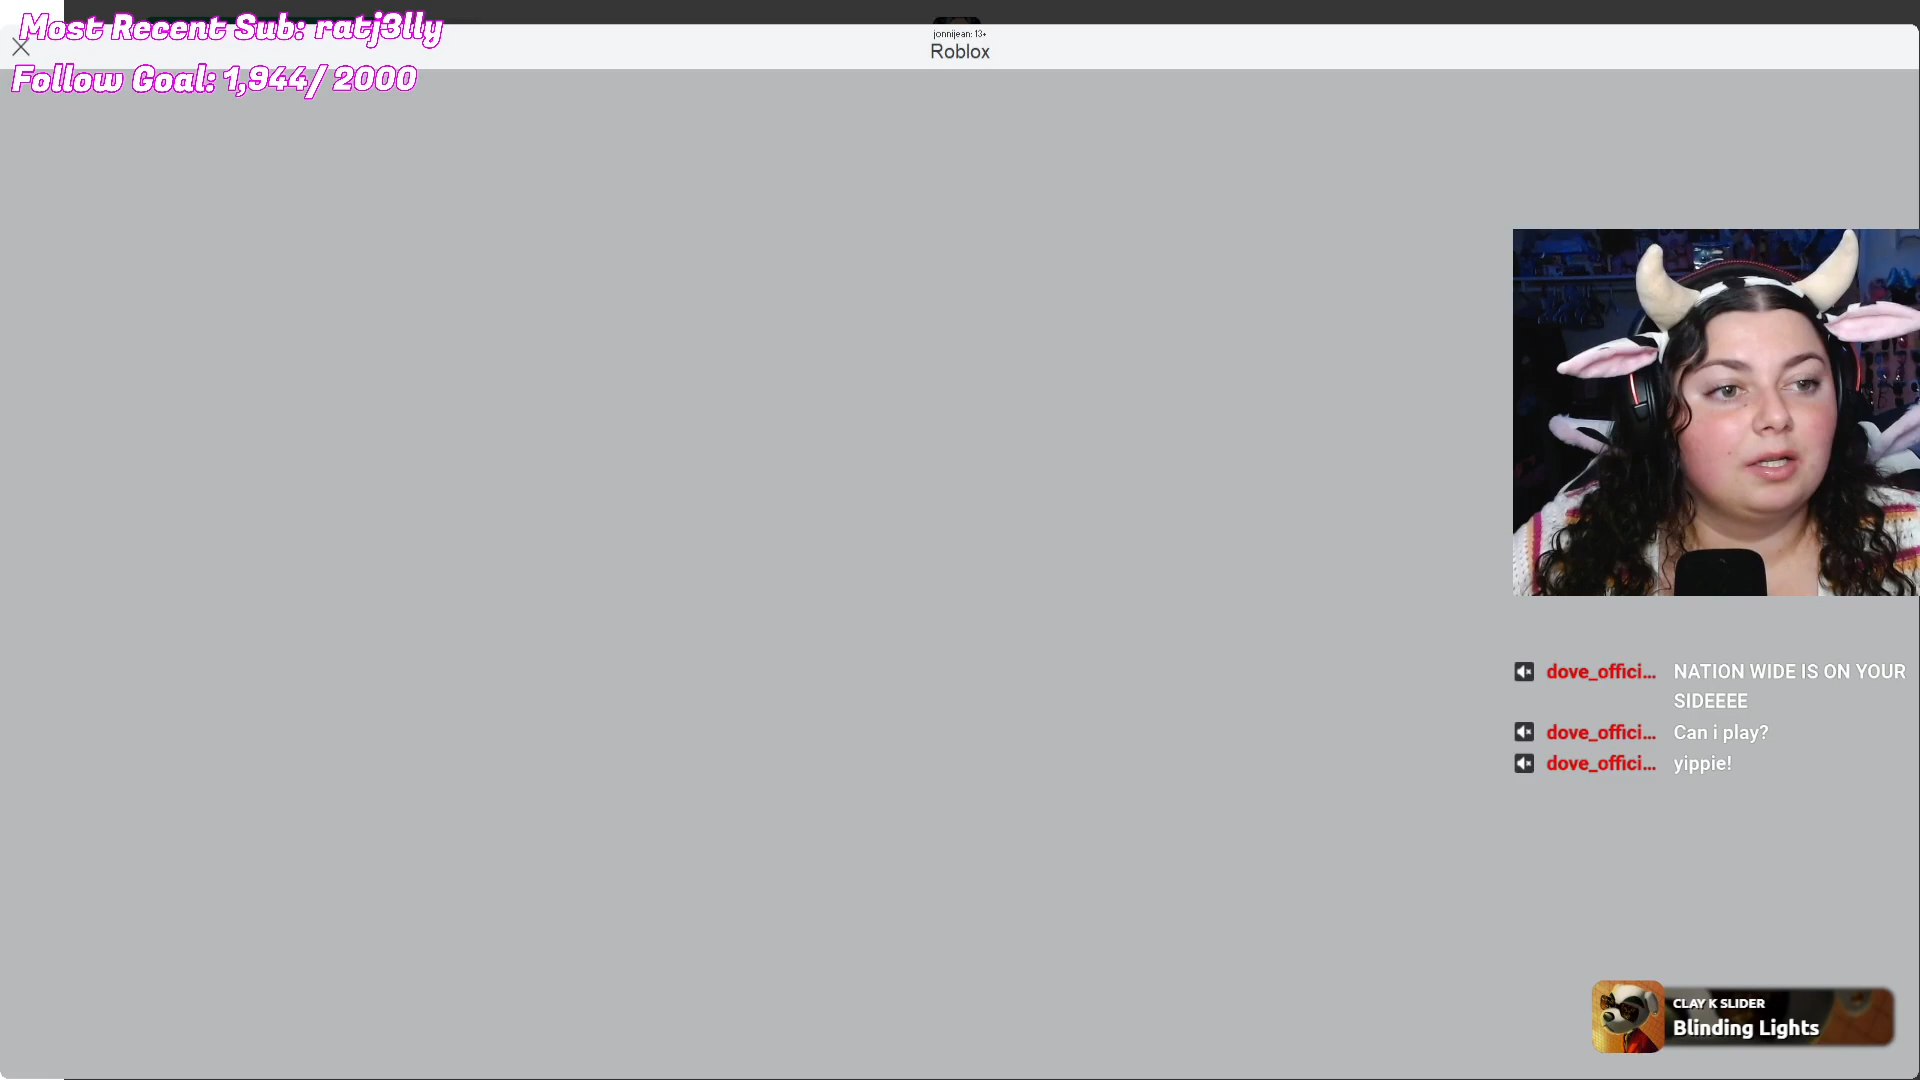 Most Recent Sub: ratj3lly
Follow Goal: 1,944/ 2000
jonnijean: 13+
Roblox
dove_offici... NATION WIDE IS ON YOUR
SIDEEEE
dove_offici... Can i play?
dove_offici... yippie!
CLAY K SLIDER
Blinding Lights